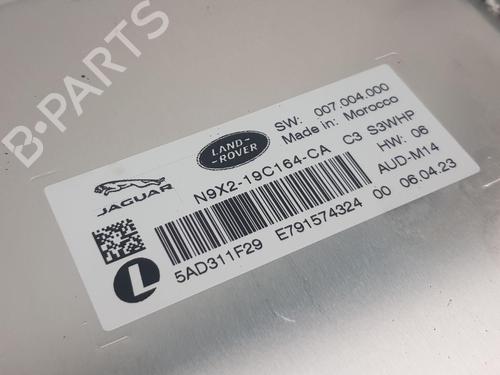 B-PARTS
SW: 007.004.000
Made in: Morocco
LAND-
-ROVER
JAGUAR
N9X2-19C164-CA C3 S3WHP
HW: 06
AUD-M14
5AD311F29 E791574324 00 06.04.23
L